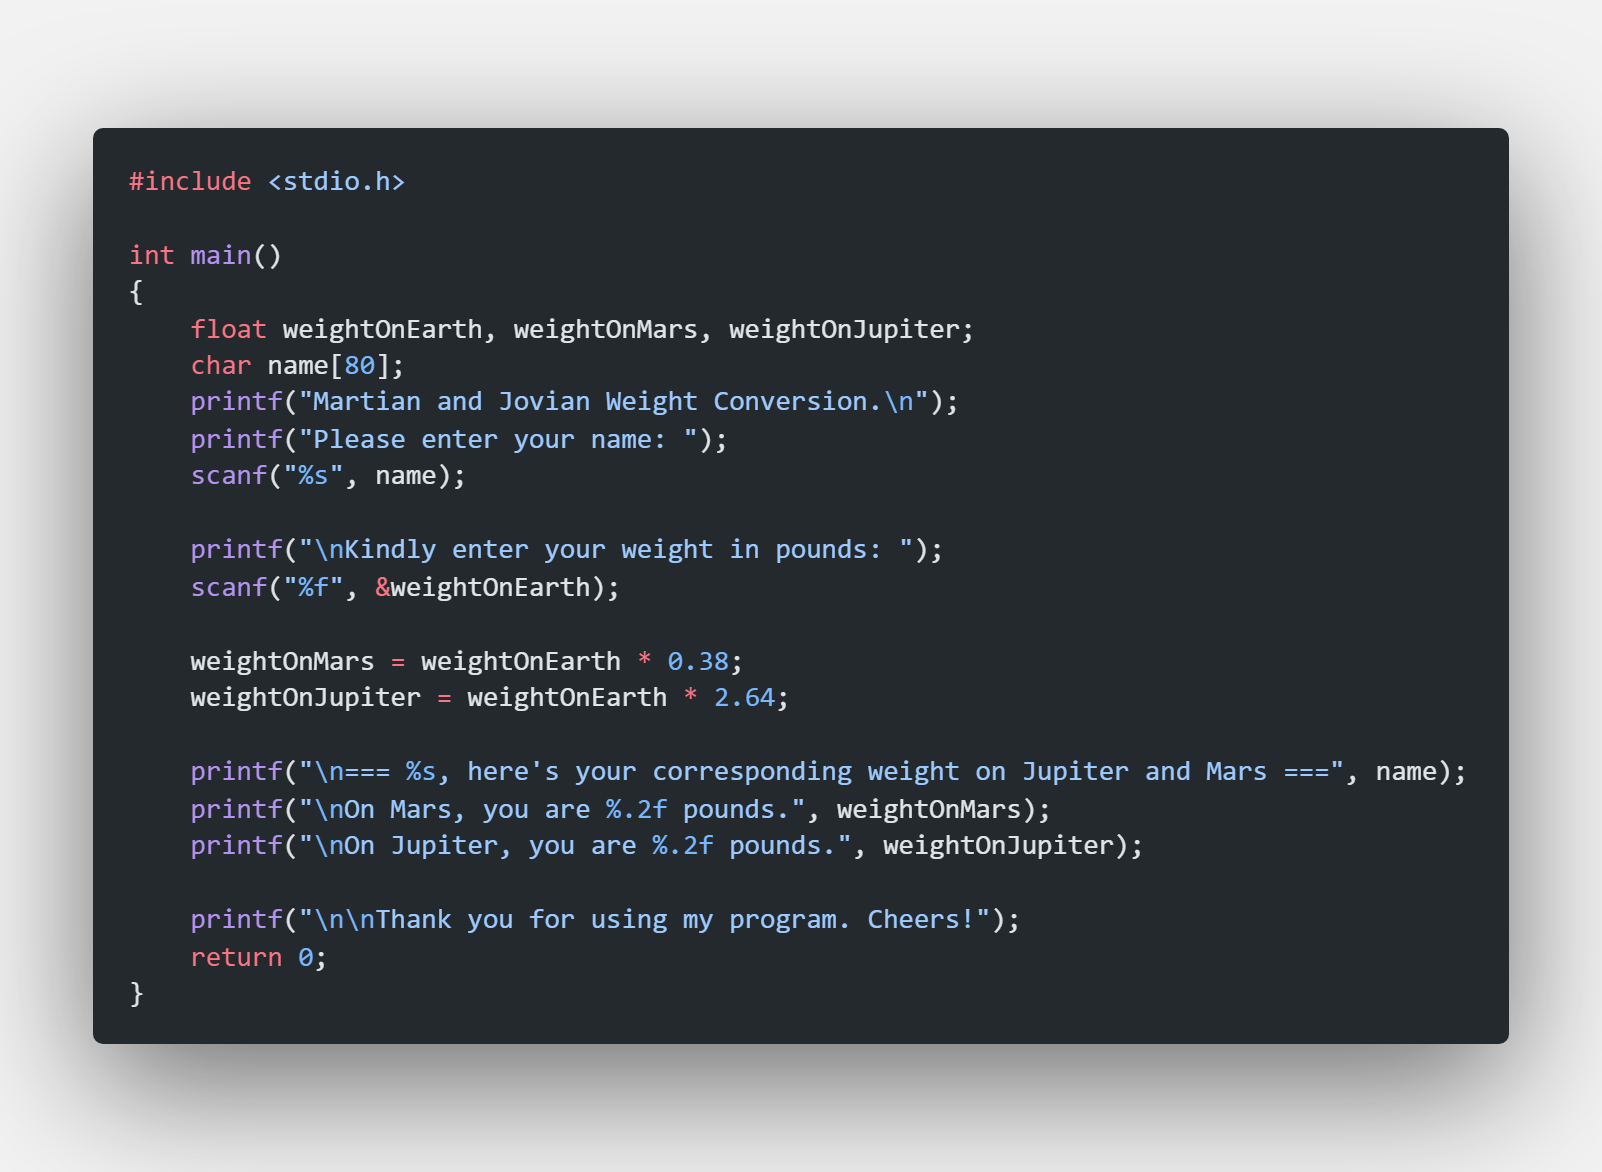 #include <stdio.h>

int main()
{
    float weightOnEarth, weightOnMars, weightOnJupiter;
    char name[80];
    printf("Martian and Jovian Weight Conversion.\n");
    printf("Please enter your name: ");
    scanf("%s", name);

    printf("\nKindly enter your weight in pounds: ");
    scanf("%f", &weightOnEarth);

    weightOnMars = weightOnEarth * 0.38;
    weightOnJupiter = weightOnEarth * 2.64;

    printf("\n=== %s, here's your corresponding weight on Jupiter and Mars ===", name);
    printf("\nOn Mars, you are %.2f pounds.", weightOnMars);
    printf("\nOn Jupiter, you are %.2f pounds.", weightOnJupiter);

    printf("\n\nThank you for using my program. Cheers!");
    return 0;
}